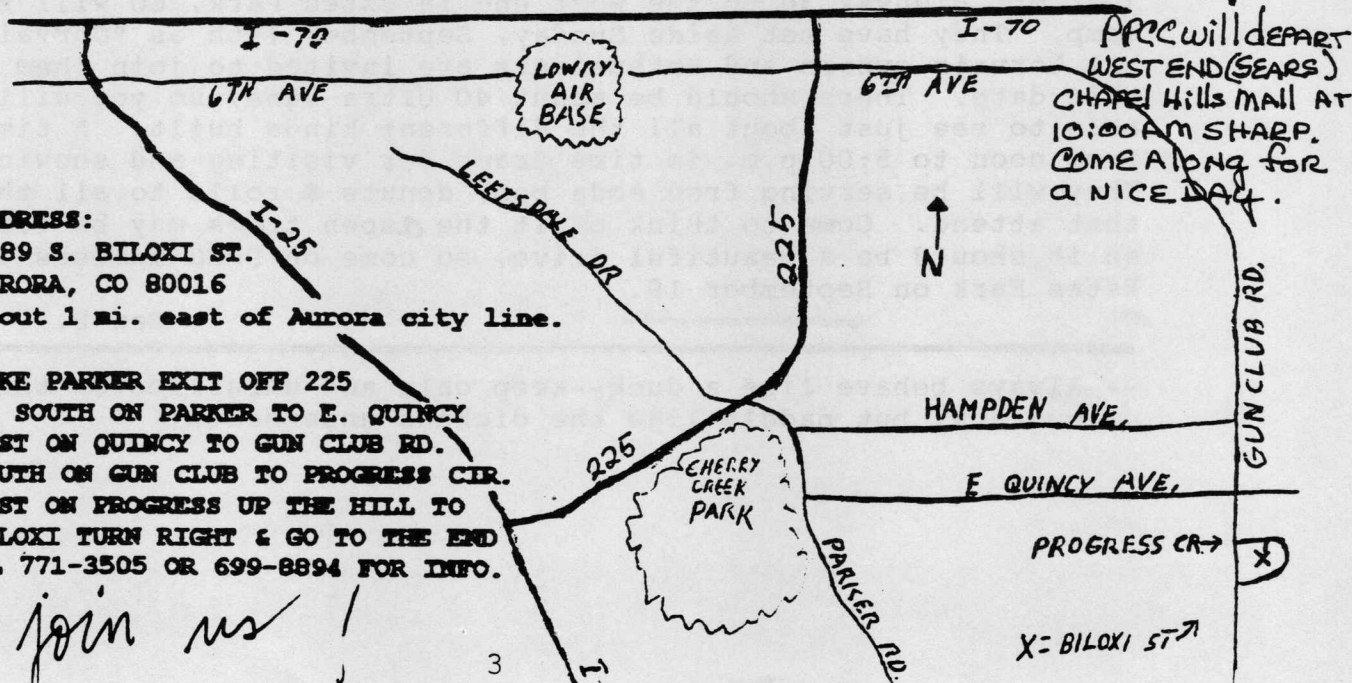 I-70
I-70
6TH AVE
LOWRY
AIR
BASE
6TH AVE
PPCC will depart
WEST END (SEARS)
CHAPEL Hills MAll AT
10:00 AM SHARP.
COME ALONG for
a NICE DAY.
LEETSDALE DR
I-25
225
N
DRESS:
89 S. BILOXI ST.
RORA, CO 80016
out 1 mi. east of Aurora city line.
KE PARKER EXIT OFF 225
SOUTH ON PARKER TO E. QUINCY
ST ON QUINCY TO GUN CLUB RD.
UTH ON GUN CLUB TO PROGRESS CIR.
ST ON PROGRESS UP THE HILL TO
LOXI TURN RIGHT & GO TO THE END
771-3505 OR 699-8894 FOR INFO.
225
CHERRY
CREEK
PARK
HAMPDEN AVE.
E QUINCY AVE.
GUN CLUB RD.
PROGRESS CR→
X
PARKER RD.
X = BILOXI ST
join us
3